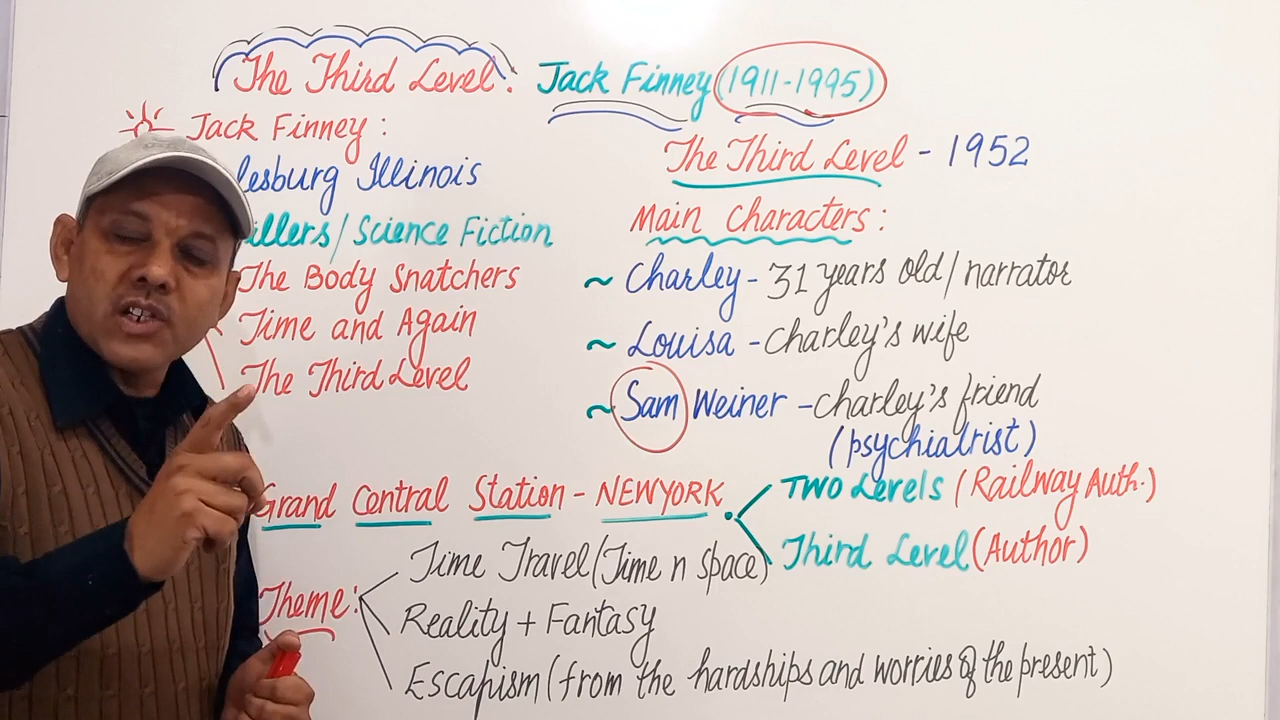 The Third Level: Jack Finney (1911-1995)
Jack Finney:
lesburg Illinois
illers/Science Fiction
The Body Snatchers
Time and Again
The Third Level
The Third Level - 1952
Main Characters:
~ Charley - 31 years old/narrator
~ Louisa - Charley's wife
~ Sam Weiner - Charley's friend
(psychiatrist)
Grand Central Station - NEWYORK
Two Levels (Railway Auth.)
Third Level (Author)
Theme:
Time Travel (Time n space)
Reality + Fantasy
Escapism (from the hardships and worries of the present)